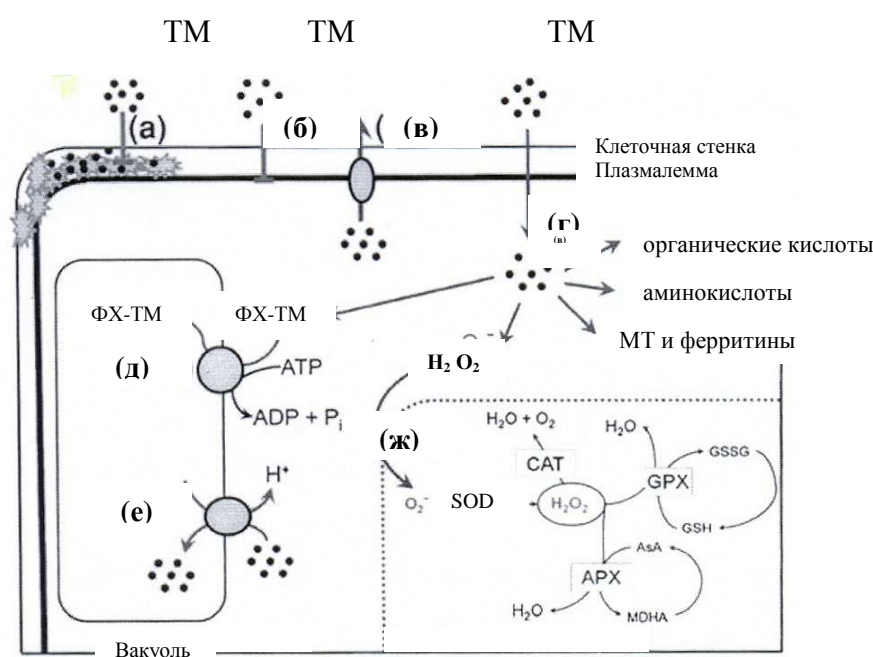 ТМ ТМ ТМ
(а) (б) (в)
Клеточная стенка
Плазмалемма
(г)
(в)
органические кислоты
аминокислоты
МТ и ферритины
ФХ-ТМ ФХ-ТМ
(д)
ATP
ADP + Pi
H2 O2
(ж)
H+
(е)
H2O + O2
CAT
H2O
GSSG
GPX
GSH
O2-
SOD
H2O2
AsA
APX
H2O
MDHA
Вакуоль